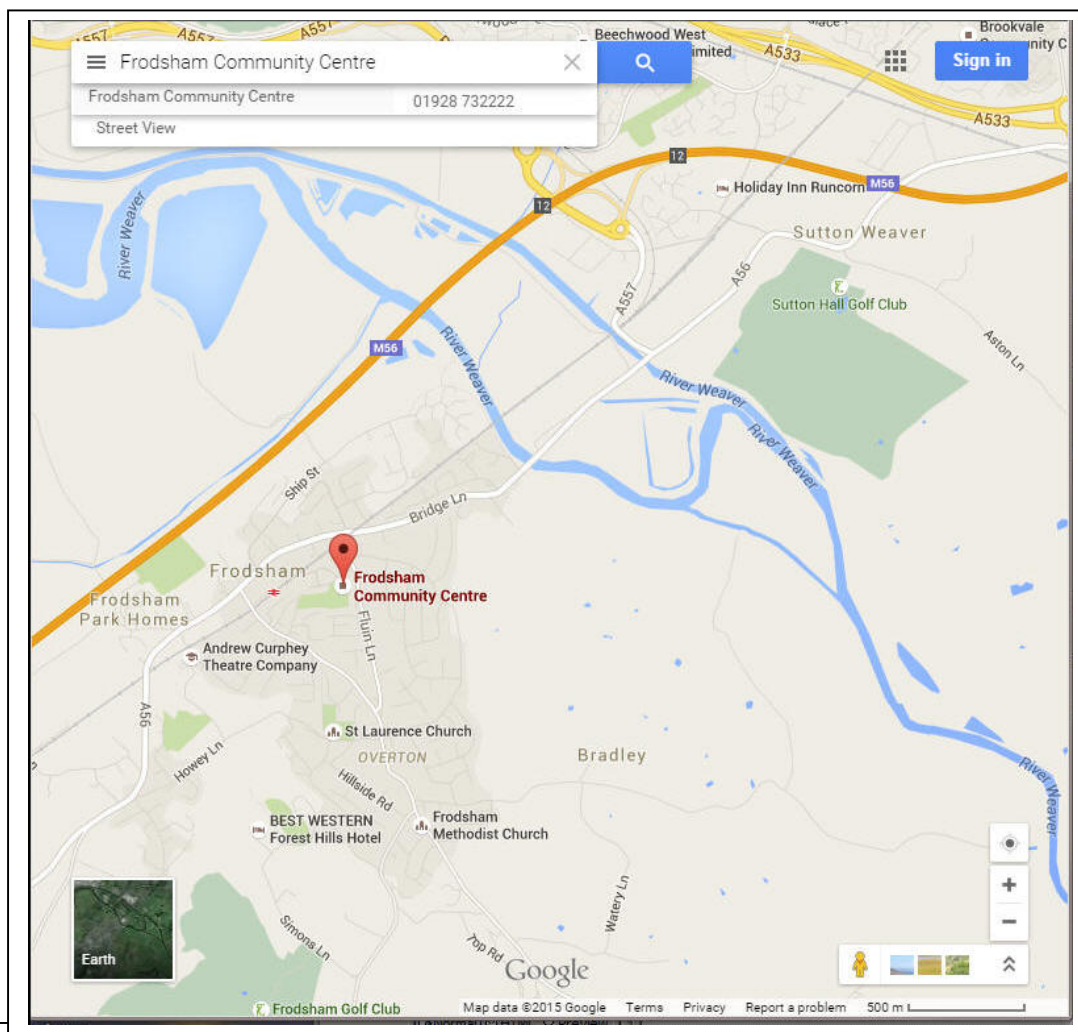 A557
A557
Beechwood West
imited
A533
Brookvale
Frodsham Community Centre
Sign in
Frodsham Community Centre
01928 732222
Street View
A533
12
12
Holiday Inn Runcorn
M56
River Weaver
River Weaver
Sutton Weaver
A56
A557
Sutton Hall Golf Club
Aston Ln
M56
River Weaver
River Weaver
River Weaver
Ship St
Bridge Ln
Frodsham
Frodsham
Community Centre
Frodsham
Park Homes
Fluin Ln
Andrew Curphey
Theatre Company
A56
St Laurence Church
OVERTON
Bradley
Howey Ln
Hillside Rd
River Weaver
BEST WESTERN
Forest Hills Hotel
Frodsham
Methodist Church
Watery Ln
Earth
Simons Ln
Top Rd
Google
Frodsham Golf Club
Map data ©2015 Google Terms Privacy Report a problem 500 m